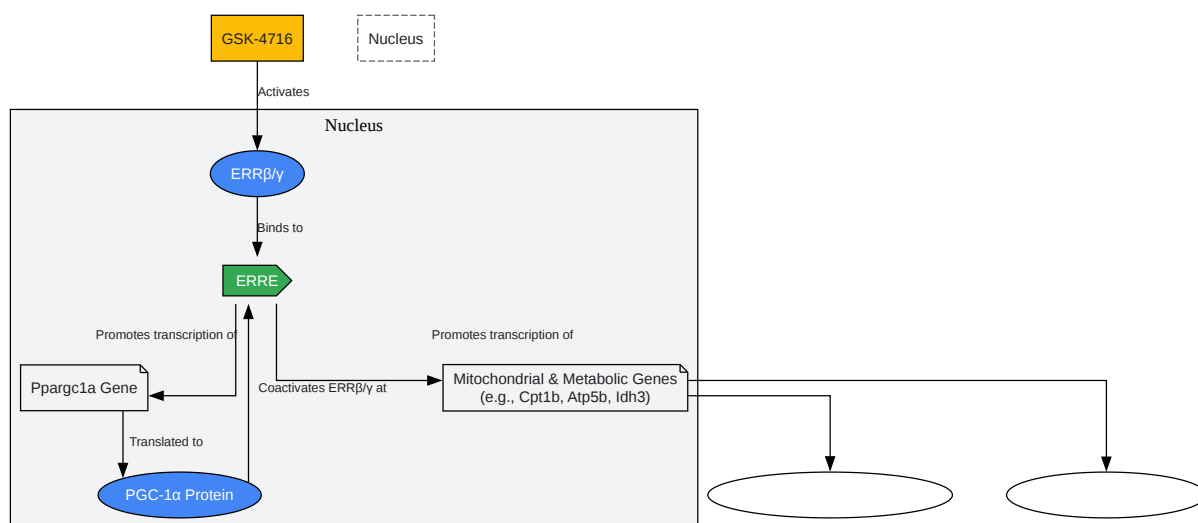 GSK-4716
Nucleus
Activates
Nucleus
ERRβ/γ
Binds to
ERRE
Promotes transcription of
Promotes transcription of
Ppargc1a Gene
Coactivates ERRβ/γ at
Mitochondrial & Metabolic Genes
(e.g., Cpt1b, Atp5b, Idh3)
Translated to
PGC-1α Protein